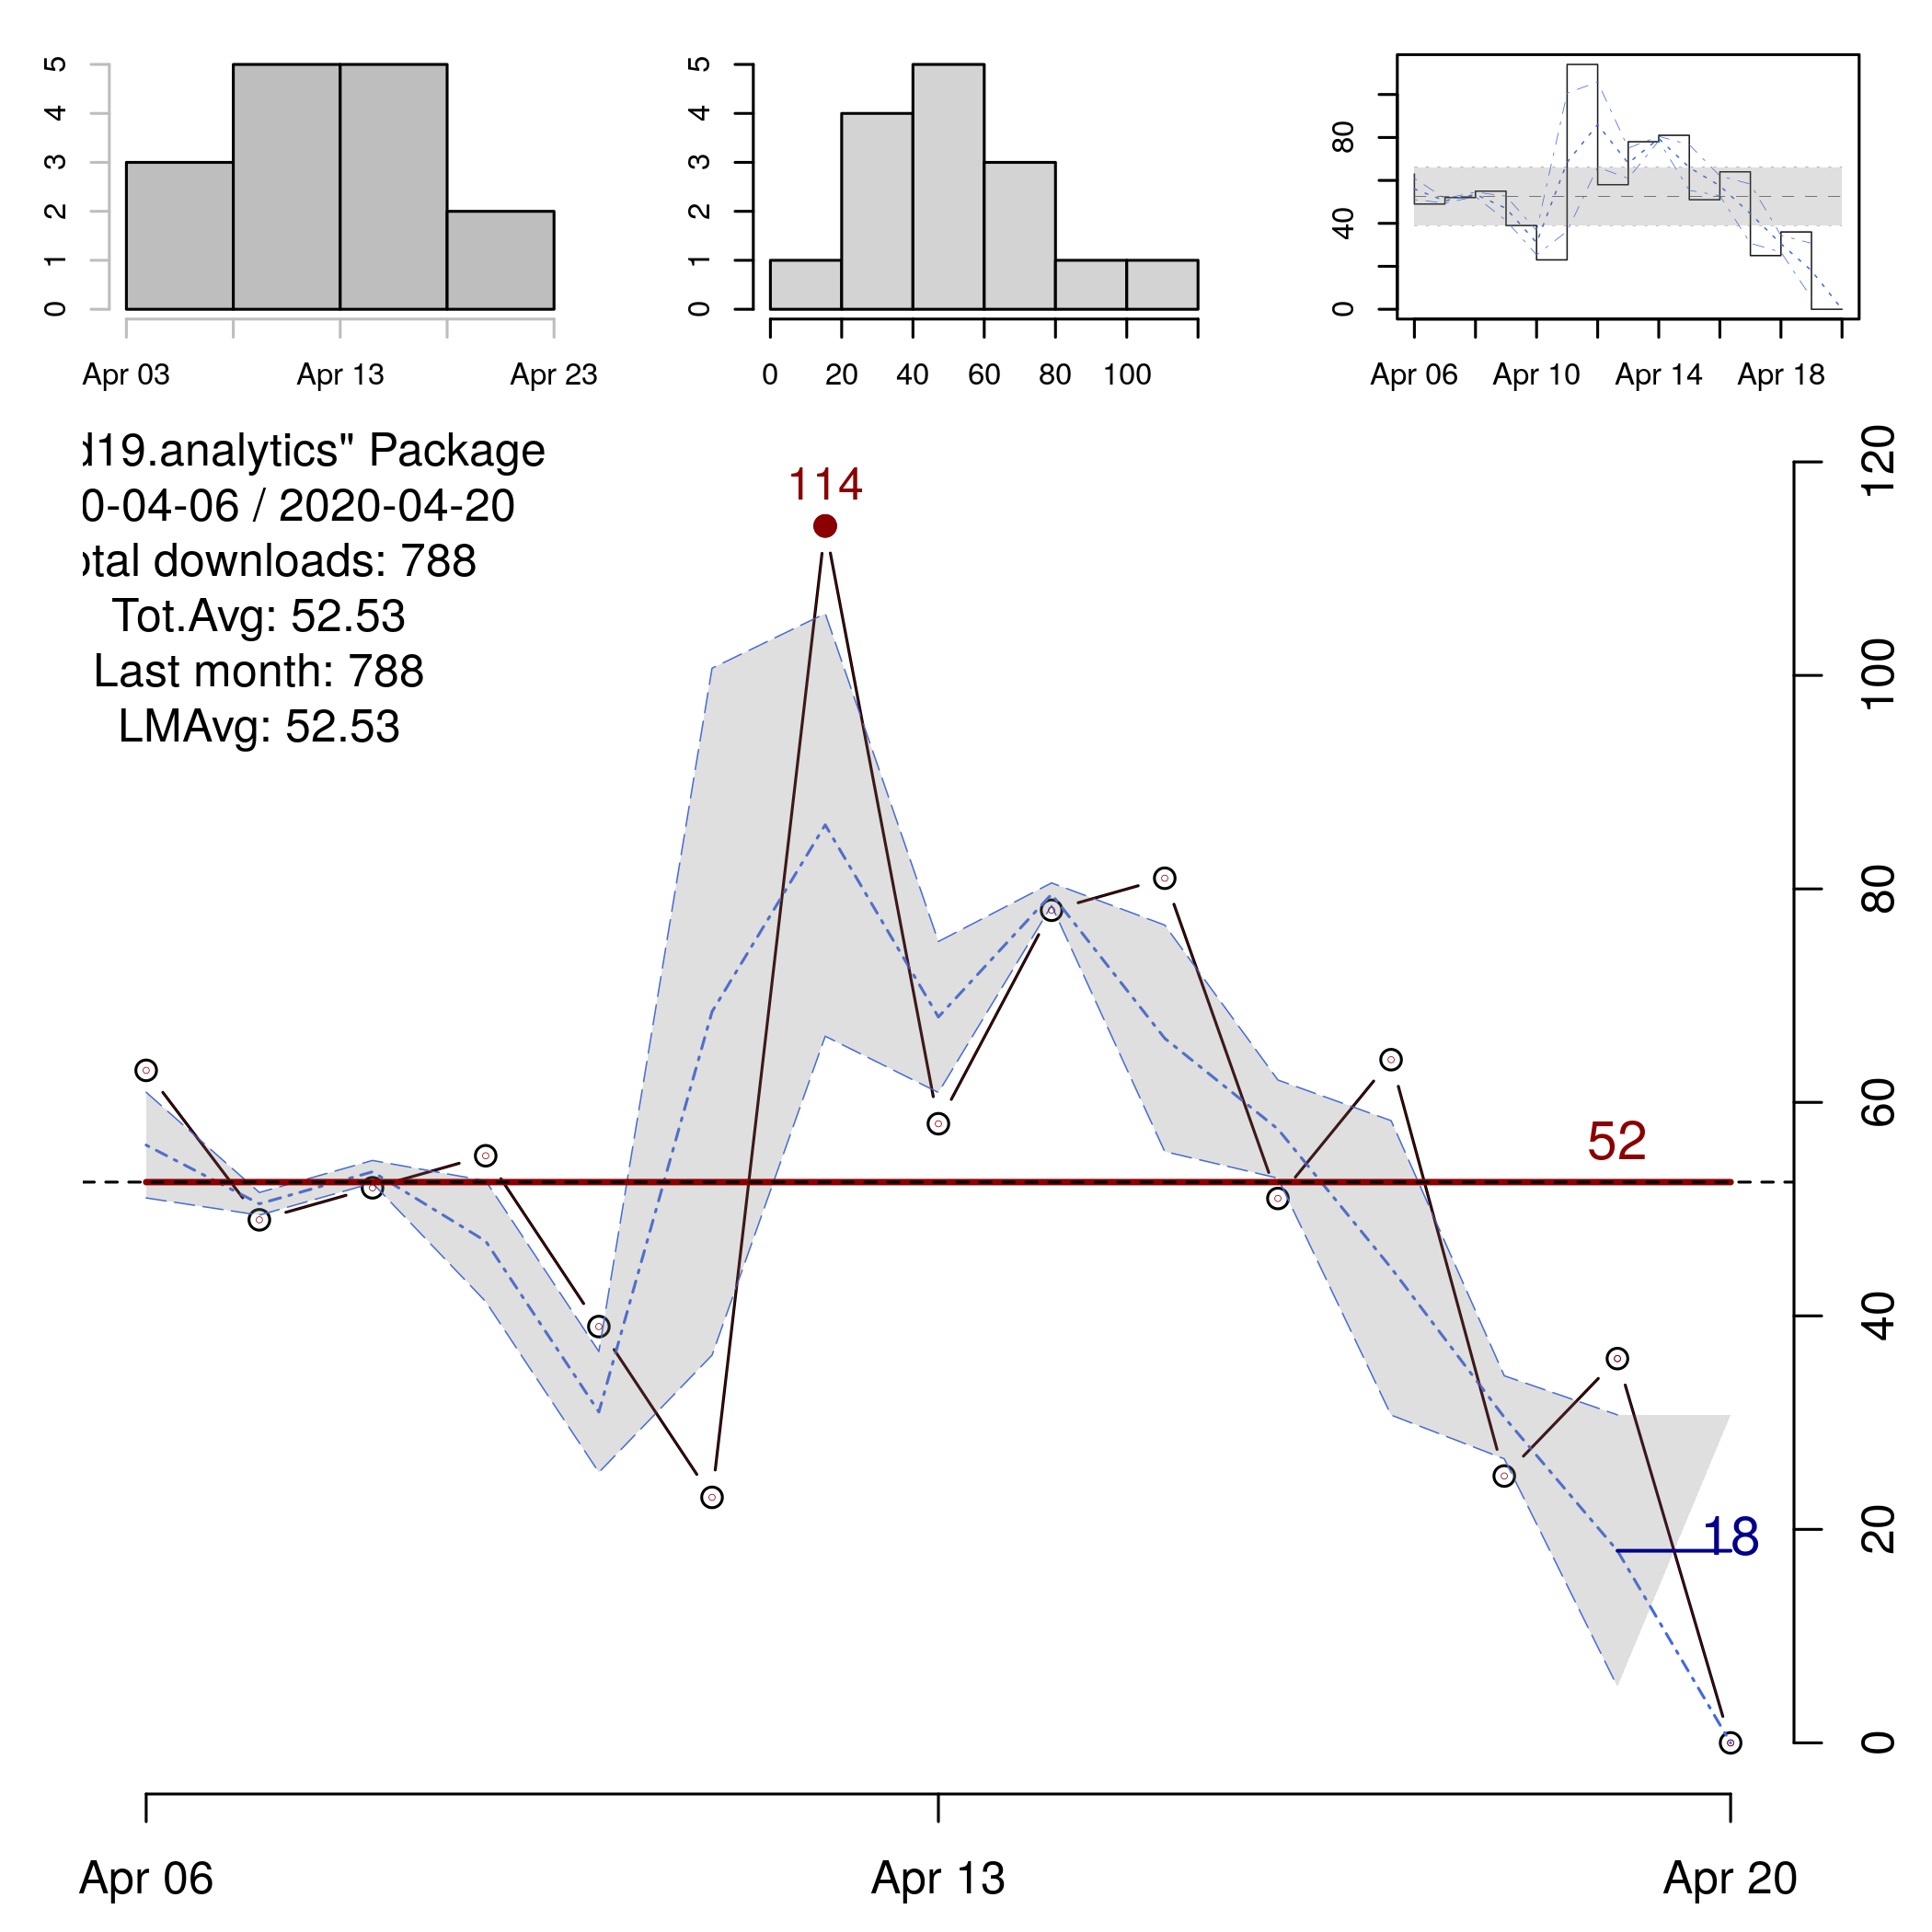 5
4
3
2
1
0
Apr 03 Apr 13 Apr 23
5
4
3
2
1
0
0 20 40 60 80 100
80
40
0
Apr 06 Apr 10 Apr 14 Apr 18
d19.analytics" Package
0-04-06 / 2020-04-20
otal downloads: 788
Tot.Avg: 52.53
Last month: 788
LMAvg: 52.53
114
52
18
120
100
80
60
40
20
0
Apr 06 Apr 13 Apr 20